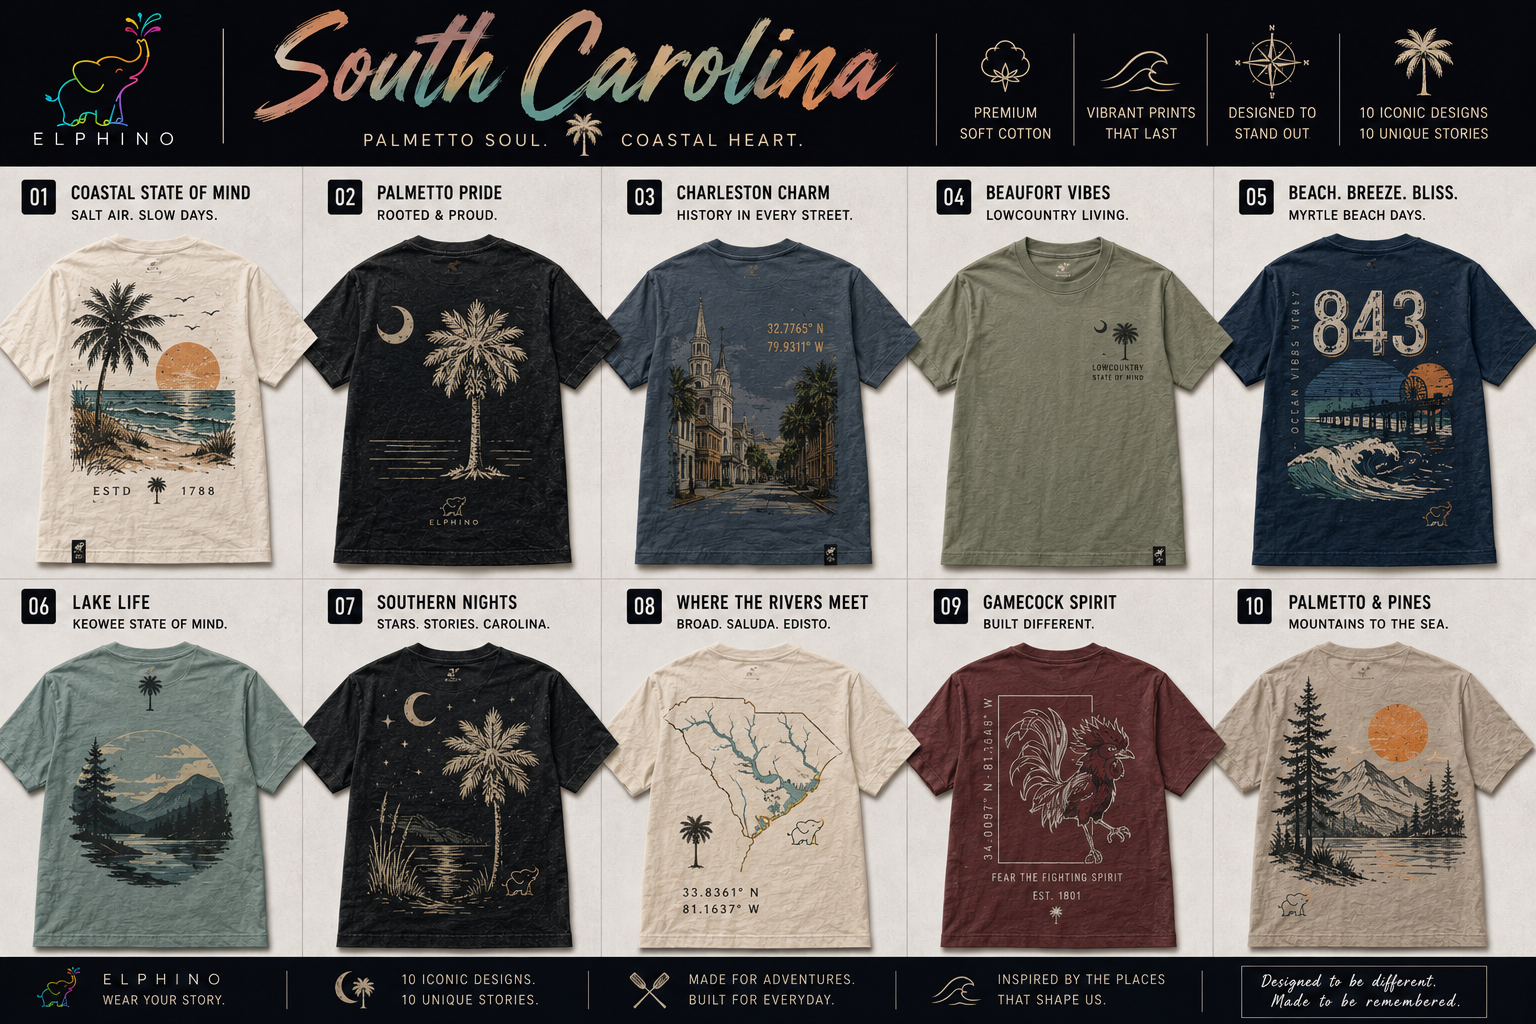 ELPHINO
South Carolina
PALMETTO SOUL. COASTAL HEART.
PREMIUM
SOFT COTTON
VIBRANT PRINTS
THAT LAST
DESIGNED TO
STAND OUT
10 ICONIC DESIGNS
10 UNIQUE STORIES
01 COASTAL STATE OF MIND
SALT AIR. SLOW DAYS.
ESTD 1788
02 PALMETTO PRIDE
ROOTED & PROUD.
ELPHINO
03 CHARLESTON CHARM
HISTORY IN EVERY STREET.
32.7765° N
79.9311° W
04 BEAUFORT VIBES
LOWCOUNTRY LIVING.
LOWCOUNTRY
STATE OF MIND
05 BEACH. BREEZE. BLISS.
MYRTLE BEACH DAYS.
843
OCEAN VIBES
06 LAKE LIFE
KEOWEE STATE OF MIND.
07 SOUTHERN NIGHTS
STARS. STORIES. CAROLINA.
08 WHERE THE RIVERS MEET
BROAD. SALUDA. EDISTO.
33.8361° N
81.1637° W
09 GAMECOCK SPIRIT
BUILT DIFFERENT.
FEAR THE FIGHTING SPIRIT
EST. 1801
10 PALMETTO & PINES
MOUNTAINS TO THE SEA.
ELPHINO
WEAR YOUR STORY.
10 ICONIC DESIGNS.
10 UNIQUE STORIES.
MADE FOR ADVENTURES.
BUILT FOR EVERYDAY.
INSPIRED BY THE PLACES
THAT SHAPE US.
Designed to be different.
Made to be remembered.